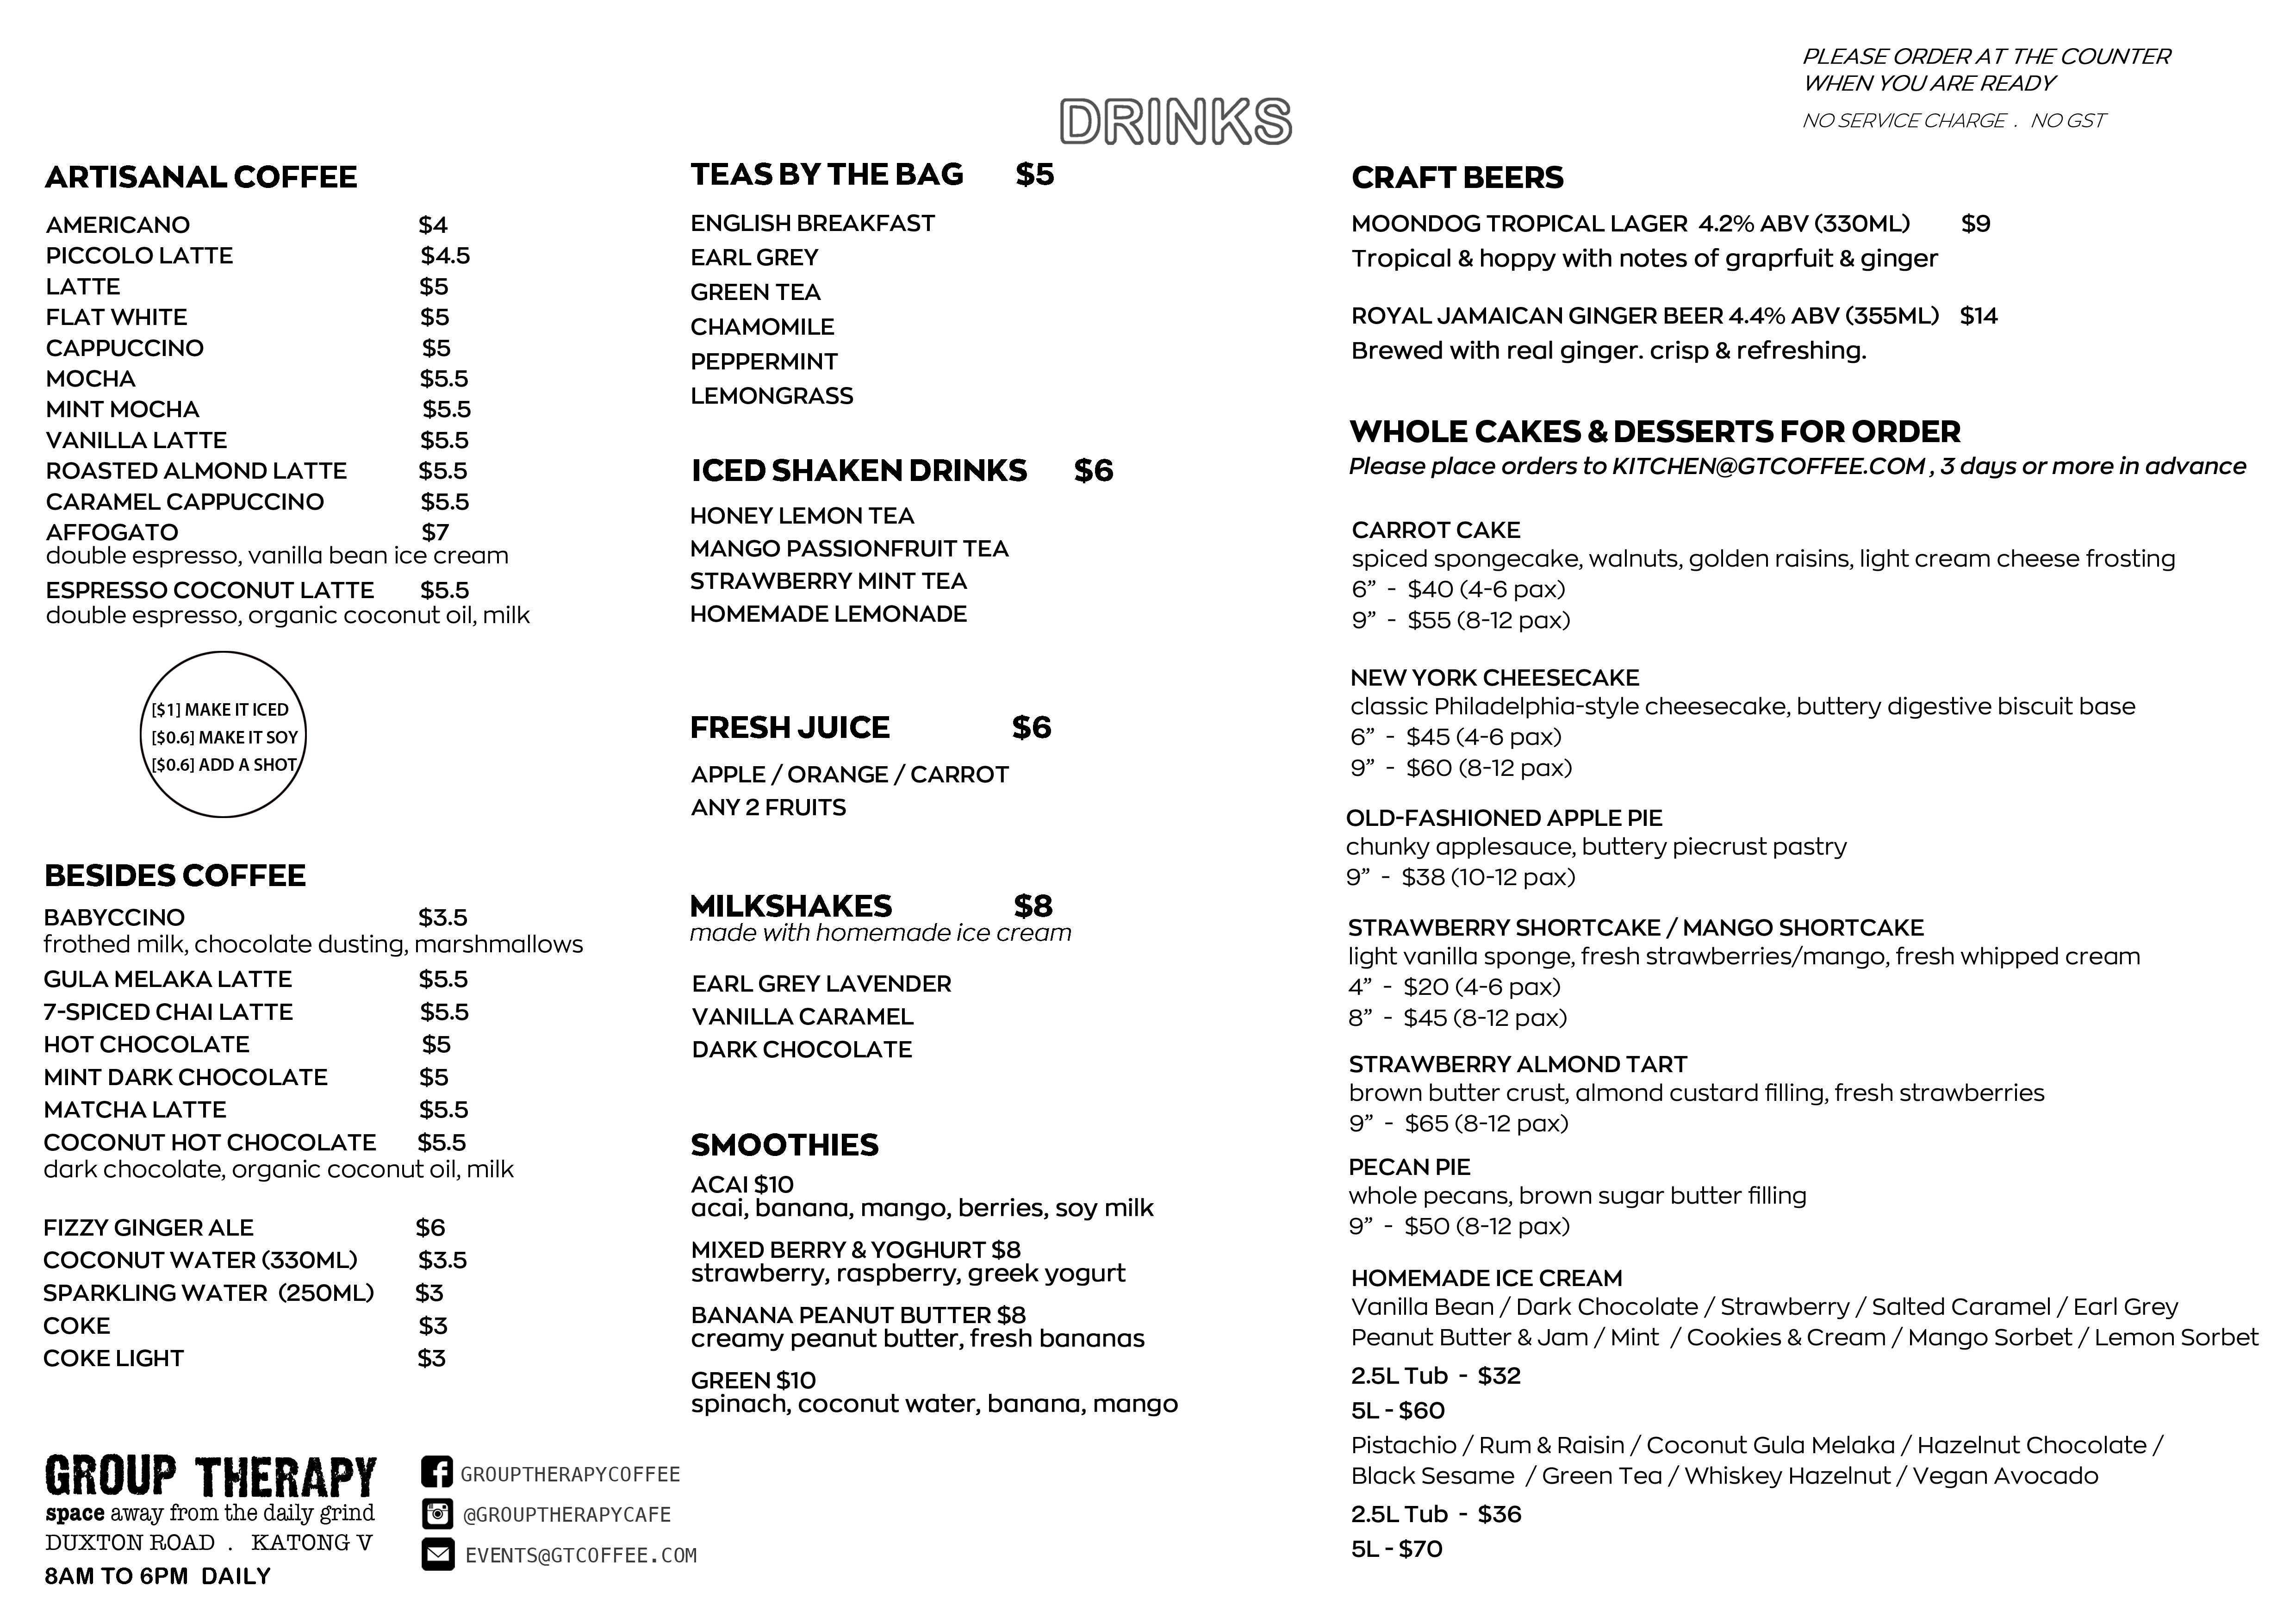 PLEASE ORDER AT THE COUNTER
WHEN YOU ARE READY
NO SERVICE CHARGE . NO GST
DRINKS
ARTISANAL COFFEE
AMERICANO $4
PICCOLO LATTE $4.5
LATTE $5
FLAT WHITE $5
CAPPUCCINO $5
MOCHA $5.5
MINT MOCHA $5.5
VANILLA LATTE $5.5
ROASTED ALMOND LATTE $5.5
CARAMEL CAPPUCCINO $5.5
AFFOGATO $7
double espresso, vanilla bean ice cream
ESPRESSO COCONUT LATTE $5.5
double espresso, organic coconut oil, milk
[$1] MAKE IT ICED
[$0.6] MAKE IT SOY
[$0.6] ADD A SHOT
BESIDES COFFEE
BABYCCINO $3.5
frothed milk, chocolate dusting, marshmallows
GULA MELAKA LATTE $5.5
7-SPICED CHAI LATTE $5.5
HOT CHOCOLATE $5
MINT DARK CHOCOLATE $5
MATCHA LATTE $5.5
COCONUT HOT CHOCOLATE $5.5
dark chocolate, organic coconut oil, milk
FIZZY GINGER ALE $6
COCONUT WATER (330ML) $3.5
SPARKLING WATER (250ML) $3
COKE $3
COKE LIGHT $3
GROUP THERAPY
space away from the daily grind
DUXTON ROAD . KATONG V
8AM TO 6PM DAILY
GROUPTHERAPYCOFFEE
@GROUPTHERAPYCAFE
EVENTS@GTCOFFEE.COM
TEAS BY THE BAG $5
ENGLISH BREAKFAST
EARL GREY
GREEN TEA
CHAMOMILE
PEPPERMINT
LEMONGRASS
ICED SHAKEN DRINKS $6
HONEY LEMON TEA
MANGO PASSIONFRUIT TEA
STRAWBERRY MINT TEA
HOMEMADE LEMONADE
FRESH JUICE $6
APPLE / ORANGE / CARROT
ANY 2 FRUITS
MILKSHAKES $8
made with homemade ice cream
EARL GREY LAVENDER
VANILLA CARAMEL
DARK CHOCOLATE
SMOOTHIES
ACAI $10
acai, banana, mango, berries, soy milk
MIXED BERRY & YOGHURT $8
strawberry, raspberry, greek yogurt
BANANA PEANUT BUTTER $8
creamy peanut butter, fresh bananas
GREEN $10
spinach, coconut water, banana, mango
CRAFT BEERS
MOONDOG TROPICAL LAGER 4.2% ABV (330ML) $9
Tropical & hoppy with notes of graprfuit & ginger
ROYAL JAMAICAN GINGER BEER 4.4% ABV (355ML) $14
Brewed with real ginger. crisp & refreshing.
WHOLE CAKES & DESSERTS FOR ORDER
Please place orders to KITCHEN@GTCOFFEE.COM , 3 days or more in advance
CARROT CAKE
spiced spongecake, walnuts, golden raisins, light cream cheese frosting
6” - $40 (4-6 pax)
9” - $55 (8-12 pax)
NEW YORK CHEESECAKE
classic Philadelphia-style cheesecake, buttery digestive biscuit base
6” - $45 (4-6 pax)
9” - $60 (8-12 pax)
OLD-FASHIONED APPLE PIE
chunky applesauce, buttery piecrust pastry
9” - $38 (10-12 pax)
STRAWBERRY SHORTCAKE / MANGO SHORTCAKE
light vanilla sponge, fresh strawberries/mango, fresh whipped cream
4” - $20 (4-6 pax)
8” - $45 (8-12 pax)
STRAWBERRY ALMOND TART
brown butter crust, almond custard filling, fresh strawberries
9” - $65 (8-12 pax)
PECAN PIE
whole pecans, brown sugar butter filling
9” - $50 (8-12 pax)
HOMEMADE ICE CREAM
Vanilla Bean / Dark Chocolate / Strawberry / Salted Caramel / Earl Grey
Peanut Butter & Jam / Mint / Cookies & Cream / Mango Sorbet / Lemon Sorbet
2.5L Tub - $32
5L - $60
Pistachio / Rum & Raisin / Coconut Gula Melaka / Hazelnut Chocolate /
Black Sesame / Green Tea / Whiskey Hazelnut / Vegan Avocado
2.5L Tub - $36
5L - $70